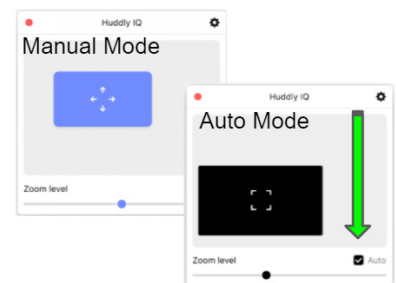 Huddly IQ
Manual Mode
Zoom level
Huddly IQ
Auto Mode
Zoom level
Auto